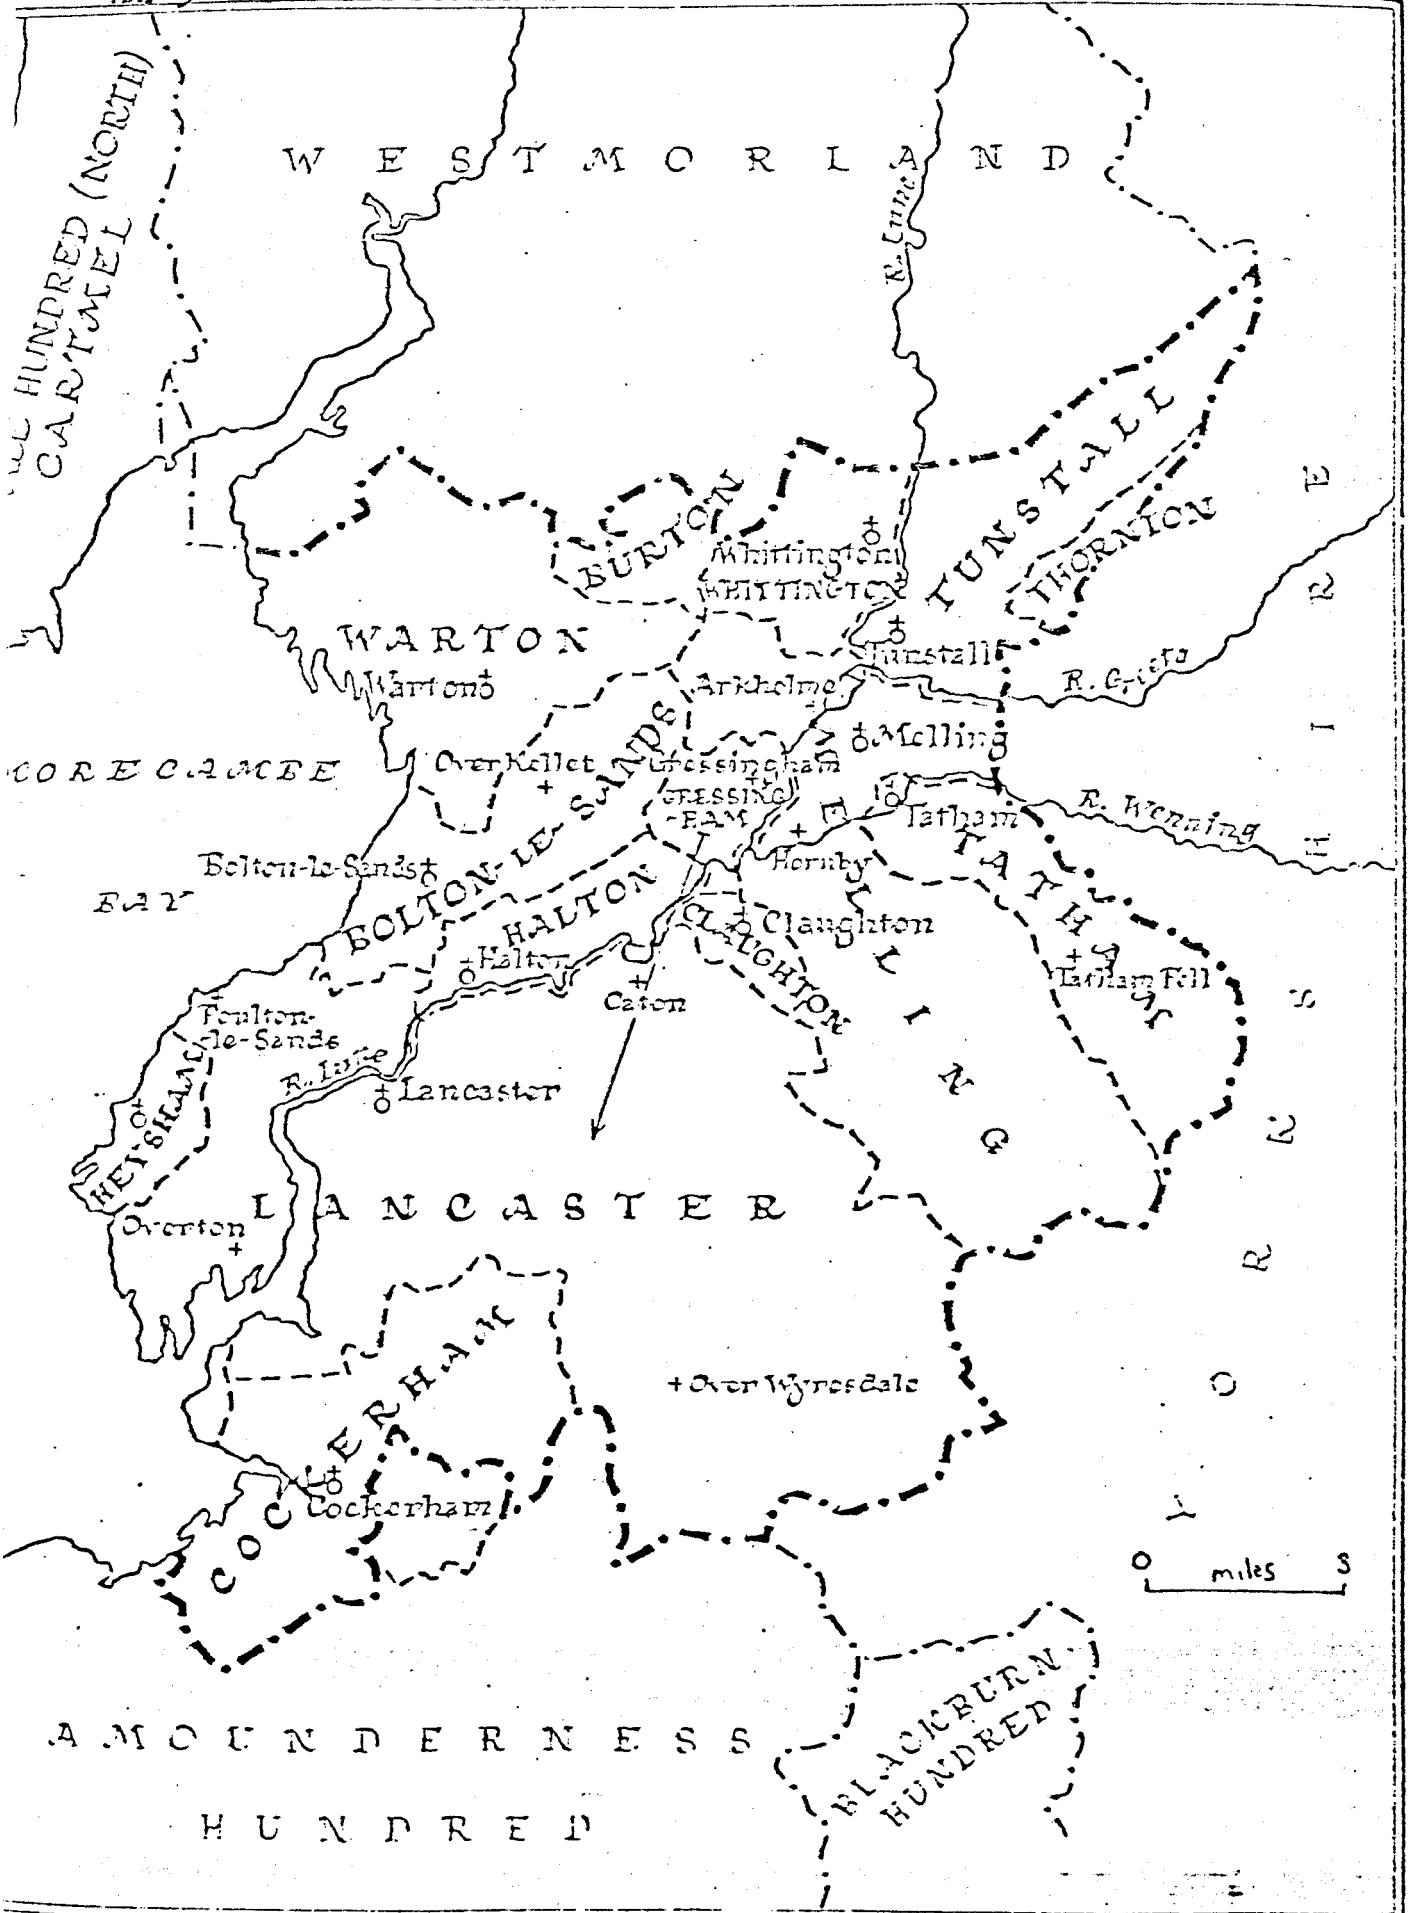 HUNDRED (NORTH)
CARTMEL
WESTMORLAND
R. Lune
TUNSTALL
THORNTON
BURTON
Whittington
WHITTINGTON
WARTON
Warton
Tunstall
Arkholme
R. Greta
YORKSHIRE
MORECAMBE
BAY
Over Kellet
Gressingham
GRESSING
-HAM
Melling
MELLING
Tatham
TATHAM
R. Wenning
Hornby
Bolton-le-Sands
BOLTON-LE-SANDS
HALTON
Halton
CLAUGHTON
Claughton
Caton
Tatham Fell
Poulton-
-le-Sands
R. Lune
Lancaster
HEYSHAM
LANCASTER
Overton
COCKERHAM
Cockerham
Over Wyresdale
0 miles 5
AMOUNDERNESS
HUNDRED
BLACKBURN
HUNDRED